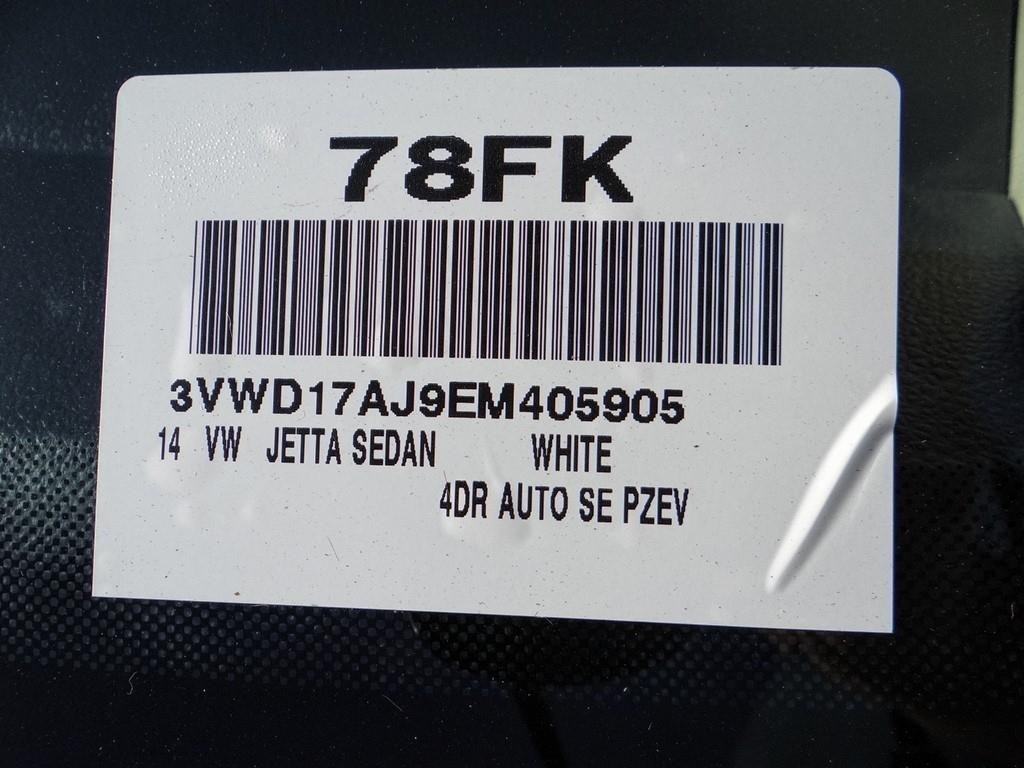 78FK
3VWD17AJ9EM405905
14 VW JETTA SEDAN WHITE
4DR AUTO SE PZEV